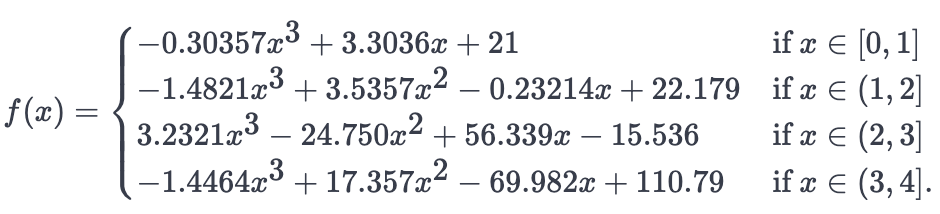 −0.30357x³ + 3.3036x + 21 if x ∈ [0, 1]
−1.4821x³ + 3.5357x² − 0.23214x + 22.179 if x ∈ (1, 2]
f(x) =
3.2321x³ − 24.750x² + 56.339x − 15.536 if x ∈ (2, 3]
−1.4464x³ + 17.357x² − 69.982x + 110.79 if x ∈ (3, 4].